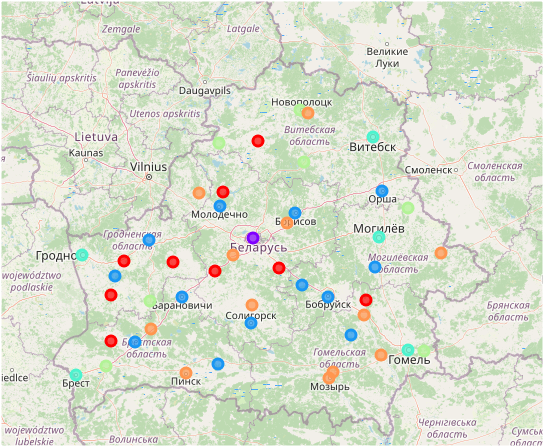 Latvija
Zemgale
Latgale
Великие
Луки
Šiaulių apskritis
Panevėžio
apskritis
Daugavpils
Новополоцк
Utenos apskritis
Витебская
область
Lietuva
Kaunas
Витебск
Vilnius
Смоленск
Смоленская
область
Орша
Молодечно
Борисов
Гродненская
область
Могилёв
Беларусь
Гродно
Могилёвская
область
województwo
podlaskie
Барановичи
Бобруйск
Солигорск
Брянская
область
Брестская
область
Гомельская
область
Гомель
iedlce
Брест
Пинск
Мозырь
województwo
lubelskie
Волинська
Чернігівська
область
Сумськ